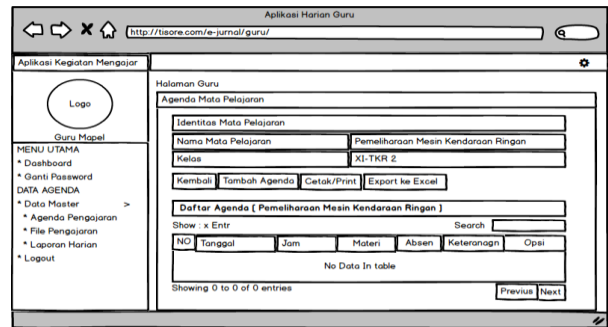 Aplikasi Harian Guru
http://tisore.com/e-jurnal/guru/
Aplikasi Kegiatan Mengajar
Logo
Guru Mapel
MENU UTAMA
* Dashboard
* Ganti Password
DATA AGENDA
* Data Master >
* Agenda Pengajaran
* File Pengajaran
* Laporan Harian
* Logout
Halaman Guru
Agenda Mata Pelajaran
Identitas Mata Pelajaran
Nama Mata Pelajaran Pemeliharaan Mesin Kendaraan Ringan
Kelas XI-TKR 2
Kembali Tambah Agenda Cetak/Print Export ke Excel
Daftar Agenda [ Pemeliharaan Mesin Kendaraan Ringan ]
Show : x Entr Search
NO Tanggal Jam Materi Absen Keteranagn Opsi
No Data In table
Showing 0 to 0 of 0 entries Previus Next